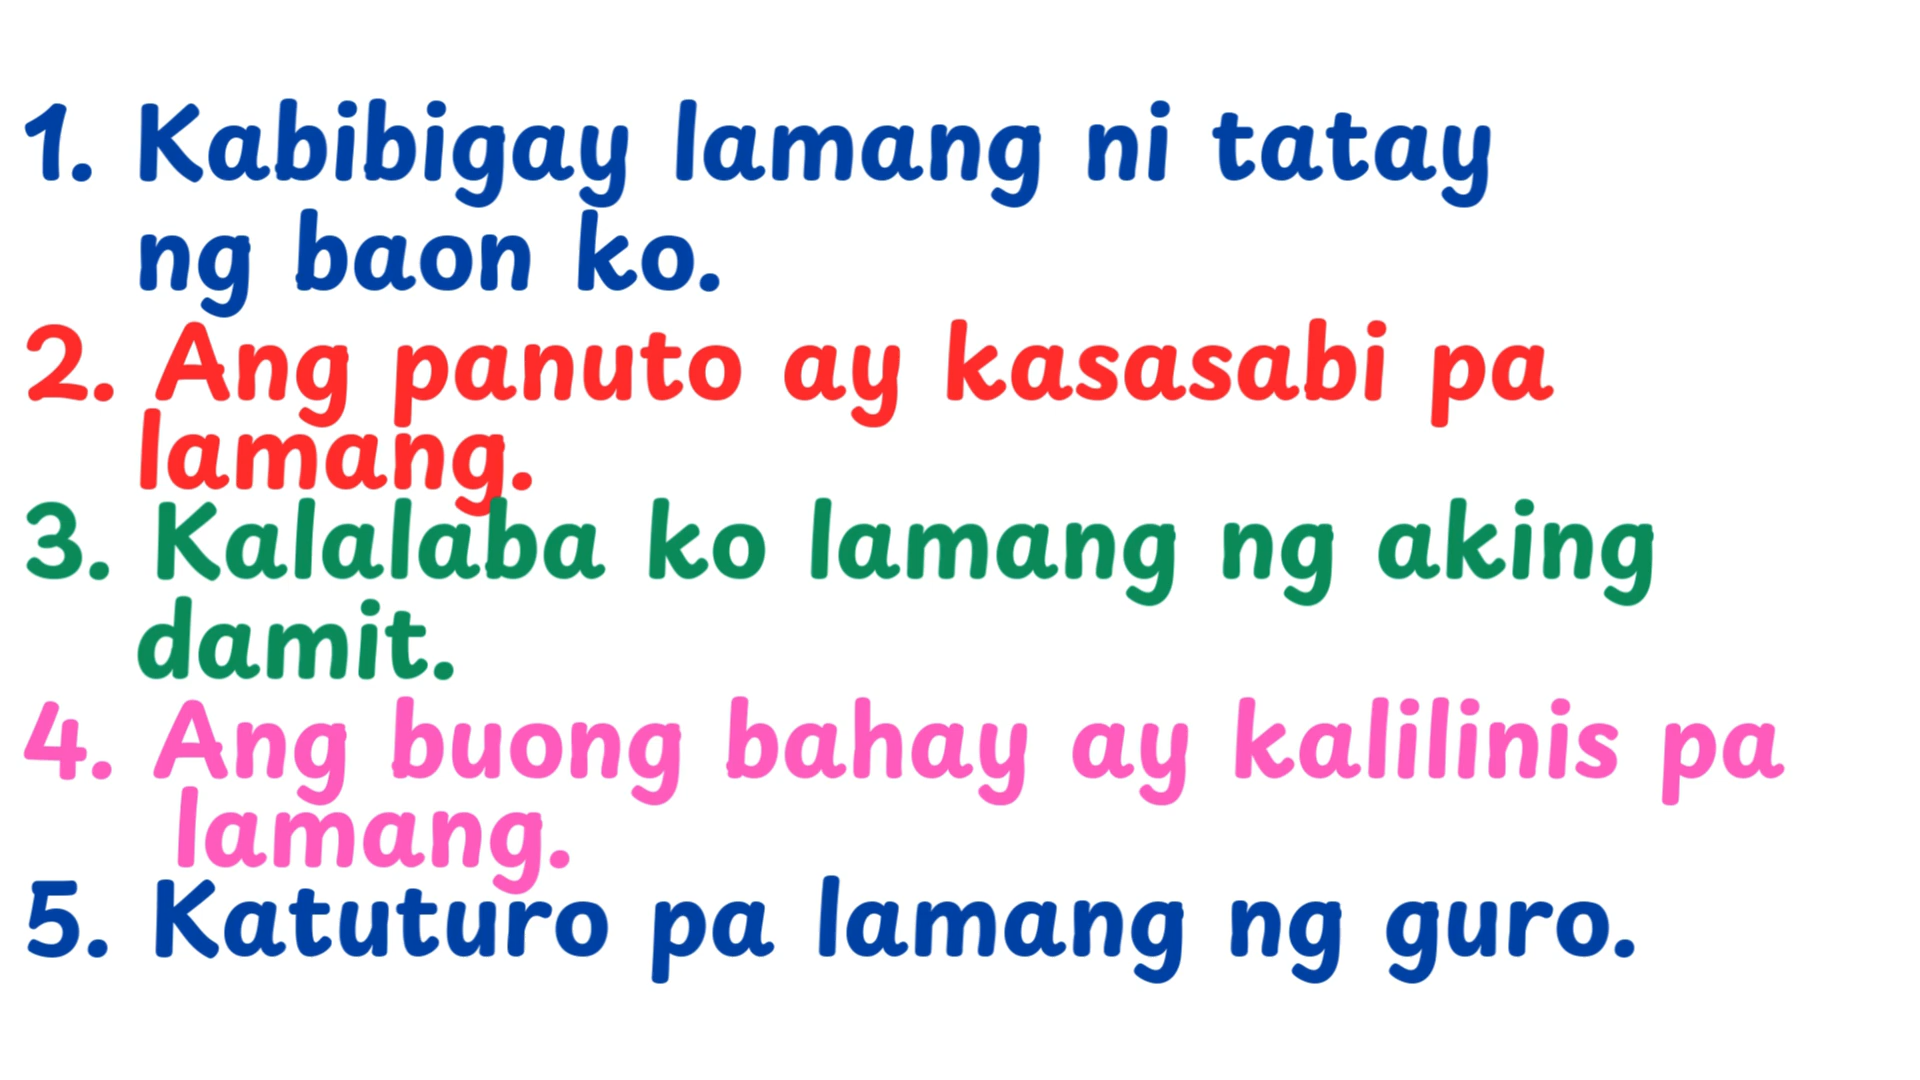 1. Kabibigay lamang ni tatay
ng baon ko.
2. Ang panuto ay kasasabi pa
lamang.
3. Kalalaba ko lamang ng aking
damit.
4. Ang buong bahay ay kalilinis pa
lamang.
5. Katuturo pa lamang ng guro.